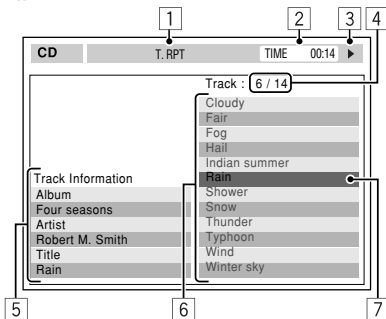 1 2 3 4
CD T. RPT TIME 00:14
Track : 6 / 14
Cloudy
Fair
Fog
Hail
Indian summer
Rain
Shower
Snow
Thunder
Typhoon
Wind
Winter sky
Track Information
Album
Four seasons
Artist
Robert M. Smith
Title
Rain
5 6 7